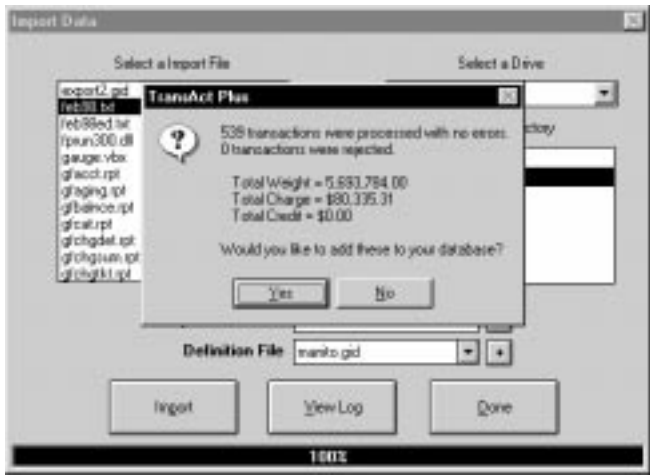 Import Data
Select a Import File
Select a Drive
export2.gid
feb98.txt
feb98ed.txt
fpxun300.dll
gauge.vbx
gfacct.rpt
gfaging.rpt
gfbalnce.rpt
gfcat.rpt
gfchgdet.rpt
gfchgsum.rpt
gfchgtkt.rpt
TransAct Plus
539 transactions were processed with no errors.
0 transactions were rejected.
Total Weight = 5,693,784.00
Total Charge = $80,335.31
Total Credit = $0.00
Would you like to add these to your database?
Yes
No
Definition File
manito.gid
+
Import
View Log
Done
100%